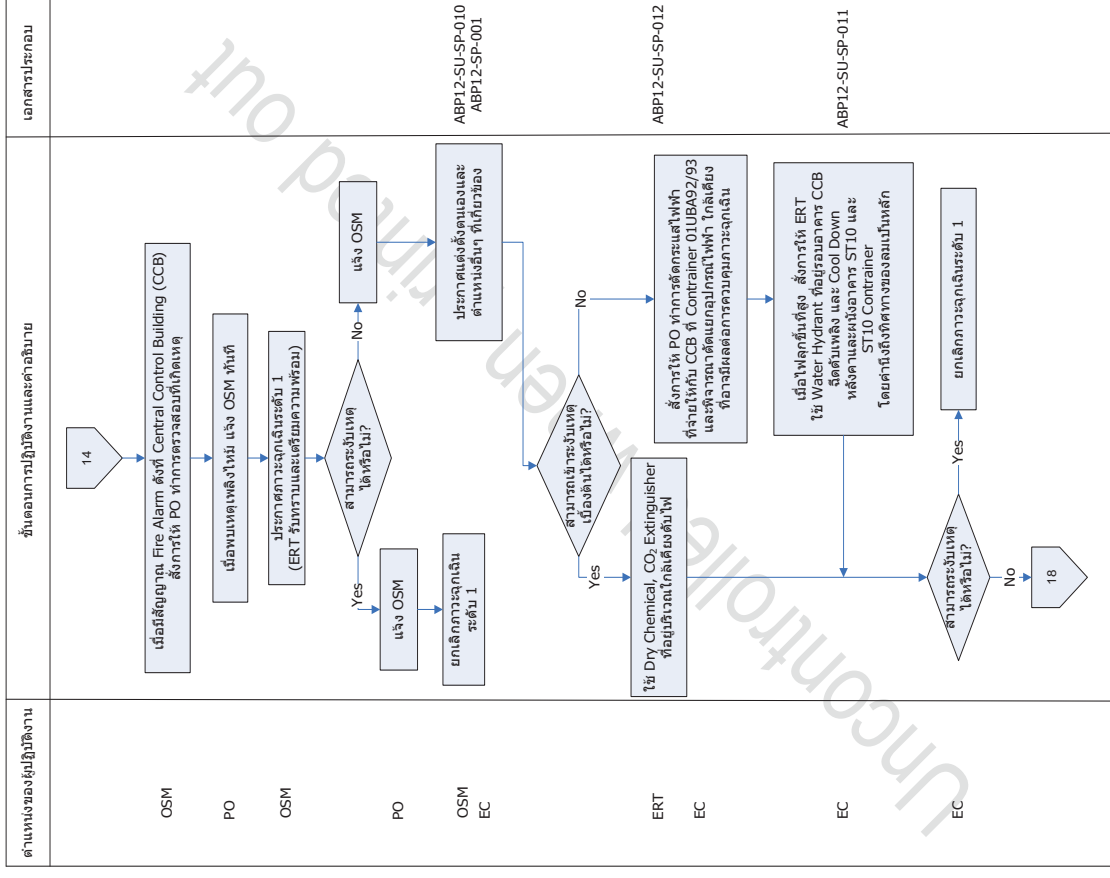 ตำแหน่งของผู้ปฏิบัติงาน
ขั้นตอนการปฏิบัติงานและคำอธิบาย
เอกสารประกอบ
14
OSM
เมื่อมีสัญญาณ Fire Alarm ดังที่ Central Control Building (CCB)
สั่งการให้ PO ทำการตรวจสอบที่เกิดเหตุ
PO
เมื่อพบเหตุเพลิงไหม้ แจ้ง OSM ทันที
OSM
ประกาศภาวะฉุกเฉินระดับ 1
(ERT รับทราบและเตรียมความพร้อม)
สามารถระงับเหตุ
ได้หรือไม่?
Yes
No
PO
แจ้ง OSM
แจ้ง OSM
OSM
EC
ยกเลิกภาวะฉุกเฉิน
ระดับ 1
ประกาศแต่งตั้งตนเองและ
ตำแหน่งอื่นๆ ที่เกี่ยวข้อง
ABP12-SU-SP-010
ABP12-SP-001
สามารถเข้าระงับเหตุ
เบื้องต้นได้หรือไม่?
Yes
No
ERT
EC
ใช้ Dry Chemical, CO2 Extinguisher
ที่อยู่บริเวณใกล้เคียงดับไฟ
สั่งการให้ PO ทำการตัดกระแสไฟฟ้า
ที่จ่ายให้กับ CCB ที่ Contrainer 01UBA92/93
และพิจารณาตัดแยกอุปกรณ์ไฟฟ้า ใกล้เคียง
ที่อาจมีผลต่อการควบคุมภาวะฉุกเฉิน
ABP12-SU-SP-012
EC
เมื่อไฟลุกขึ้นที่สูง สั่งการให้ ERT
ใช้ Water Hydrant ที่อยู่รอบอาคาร CCB
ฉีดดับเพลิง และ Cool Down
หลังคาและผนังอาคาร ST10 และ
ST10 Contrainer
โดยคำนึงถึงทิศทางของลมเป็นหลัก
ABP12-SU-SP-011
EC
สามารถระงับเหตุ
ได้หรือไม่?
Yes
ยกเลิกภาวะฉุกเฉินระดับ 1
No
18
Uncontrolled when printed out